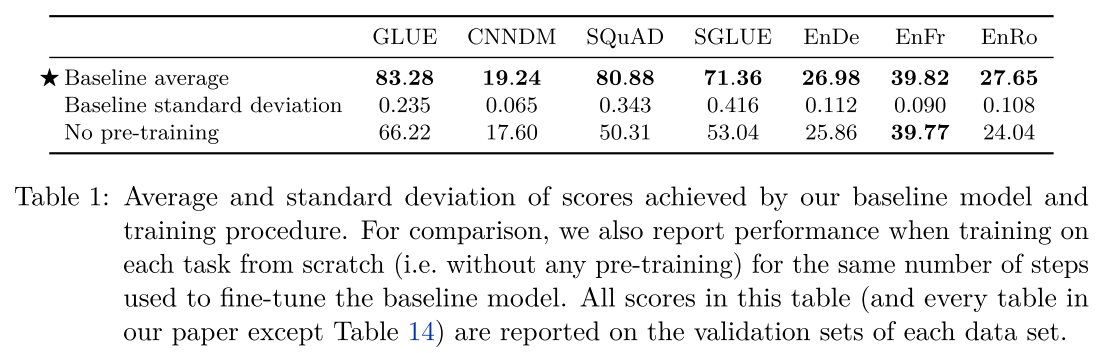 GLUE CNNDM SQuAD SGLUE EnDe EnFr EnRo
★ Baseline average 83.28 19.24 80.88 71.36 26.98 39.82 27.65
Baseline standard deviation 0.235 0.065 0.343 0.416 0.112 0.090 0.108
No pre-training 66.22 17.60 50.31 53.04 25.86 39.77 24.04
Table 1: Average and standard deviation of scores achieved by our baseline model and
training procedure. For comparison, we also report performance when training on
each task from scratch (i.e. without any pre-training) for the same number of steps
used to fine-tune the baseline model. All scores in this table (and every table in
our paper except Table 14) are reported on the validation sets of each data set.